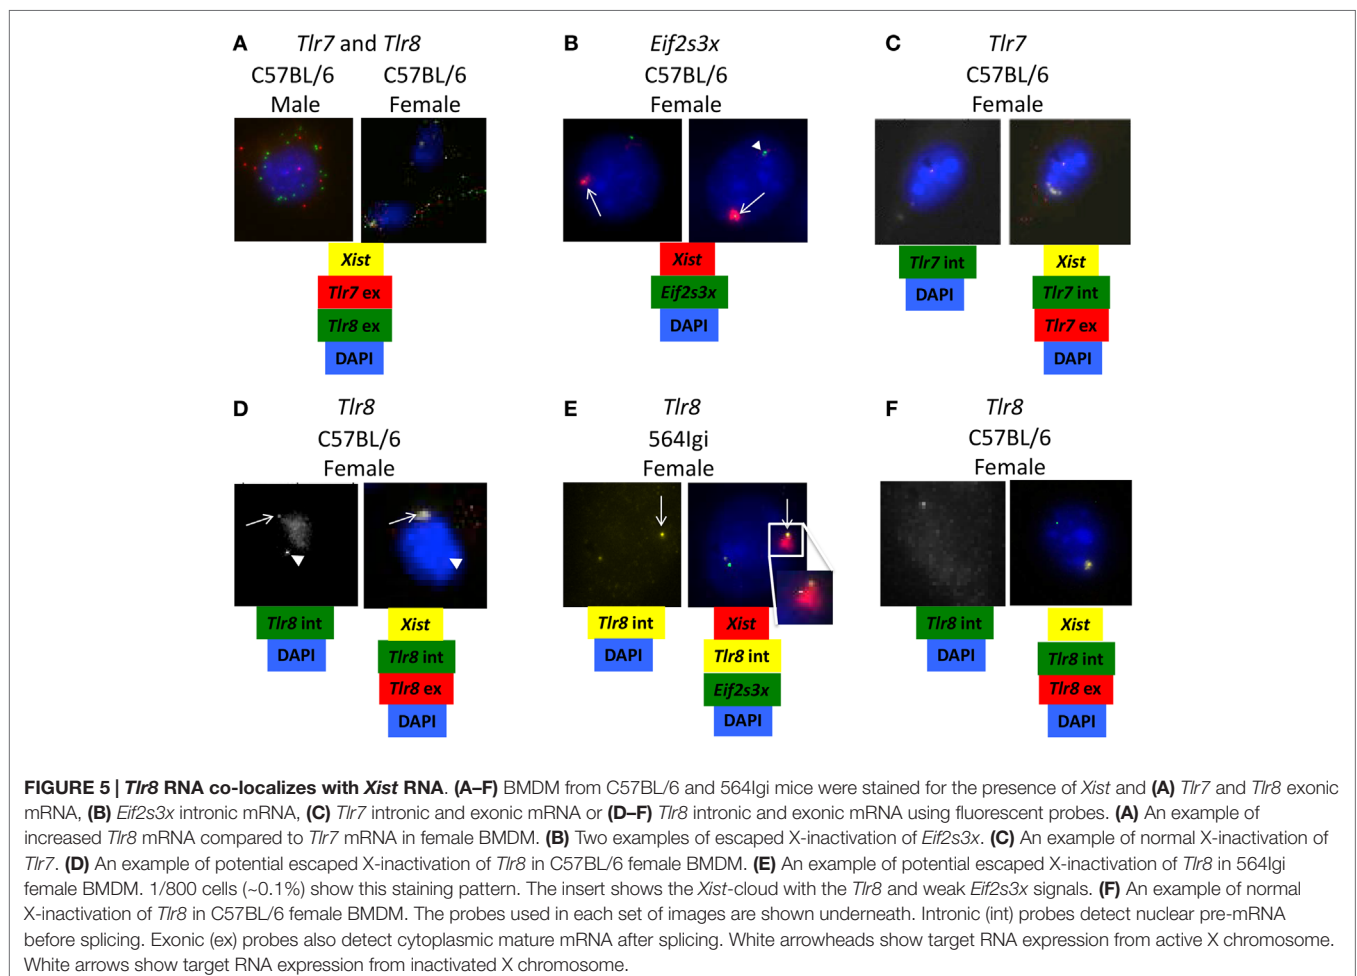 A Tlr7 and Tlr8
C57BL/6 Male
C57BL/6 Female
Xist
Tlr7 ex
Tlr8 ex
DAPI
B Eif2s3x
C57BL/6
Female
Xist
Eif2s3x
DAPI
C Tlr7
C57BL/6
Female
Tlr7 int
DAPI
Xist
Tlr7 int
Tlr7 ex
DAPI
D Tlr8
C57BL/6
Female
Tlr8 int
DAPI
Xist
Tlr8 int
Tlr8 ex
DAPI
E Tlr8
564Igi
Female
Tlr8 int
DAPI
Xist
Tlr8 int
Eif2s3x
DAPI
F Tlr8
C57BL/6
Female
Tlr8 int
DAPI
Xist
Tlr8 int
Tlr8 ex
DAPI
FIGURE 5 | Tlr8 RNA co-localizes with Xist RNA. (A–F) BMDM from C57BL/6 and 564Igi mice were stained for the presence of Xist and (A) Tlr7 and Tlr8 exonic
mRNA, (B) Eif2s3x intronic mRNA, (C) Tlr7 intronic and exonic mRNA or (D–F) Tlr8 intronic and exonic mRNA using fluorescent probes. (A) An example of
increased Tlr8 mRNA compared to Tlr7 mRNA in female BMDM. (B) Two examples of escaped X-inactivation of Eif2s3x. (C) An example of normal X-inactivation of
Tlr7. (D) An example of potential escaped X-inactivation of Tlr8 in C57BL/6 female BMDM. (E) An example of potential escaped X-inactivation of Tlr8 in 564Igi
female BMDM. 1/800 cells (~0.1%) show this staining pattern. The insert shows the Xist-cloud with the Tlr8 and weak Eif2s3x signals. (F) An example of normal
X-inactivation of Tlr8 in C57BL/6 female BMDM. The probes used in each set of images are shown underneath. Intronic (int) probes detect nuclear pre-mRNA
before splicing. Exonic (ex) probes also detect cytoplasmic mature mRNA after splicing. White arrowheads show target RNA expression from active X chromosome.
White arrows show target RNA expression from inactivated X chromosome.